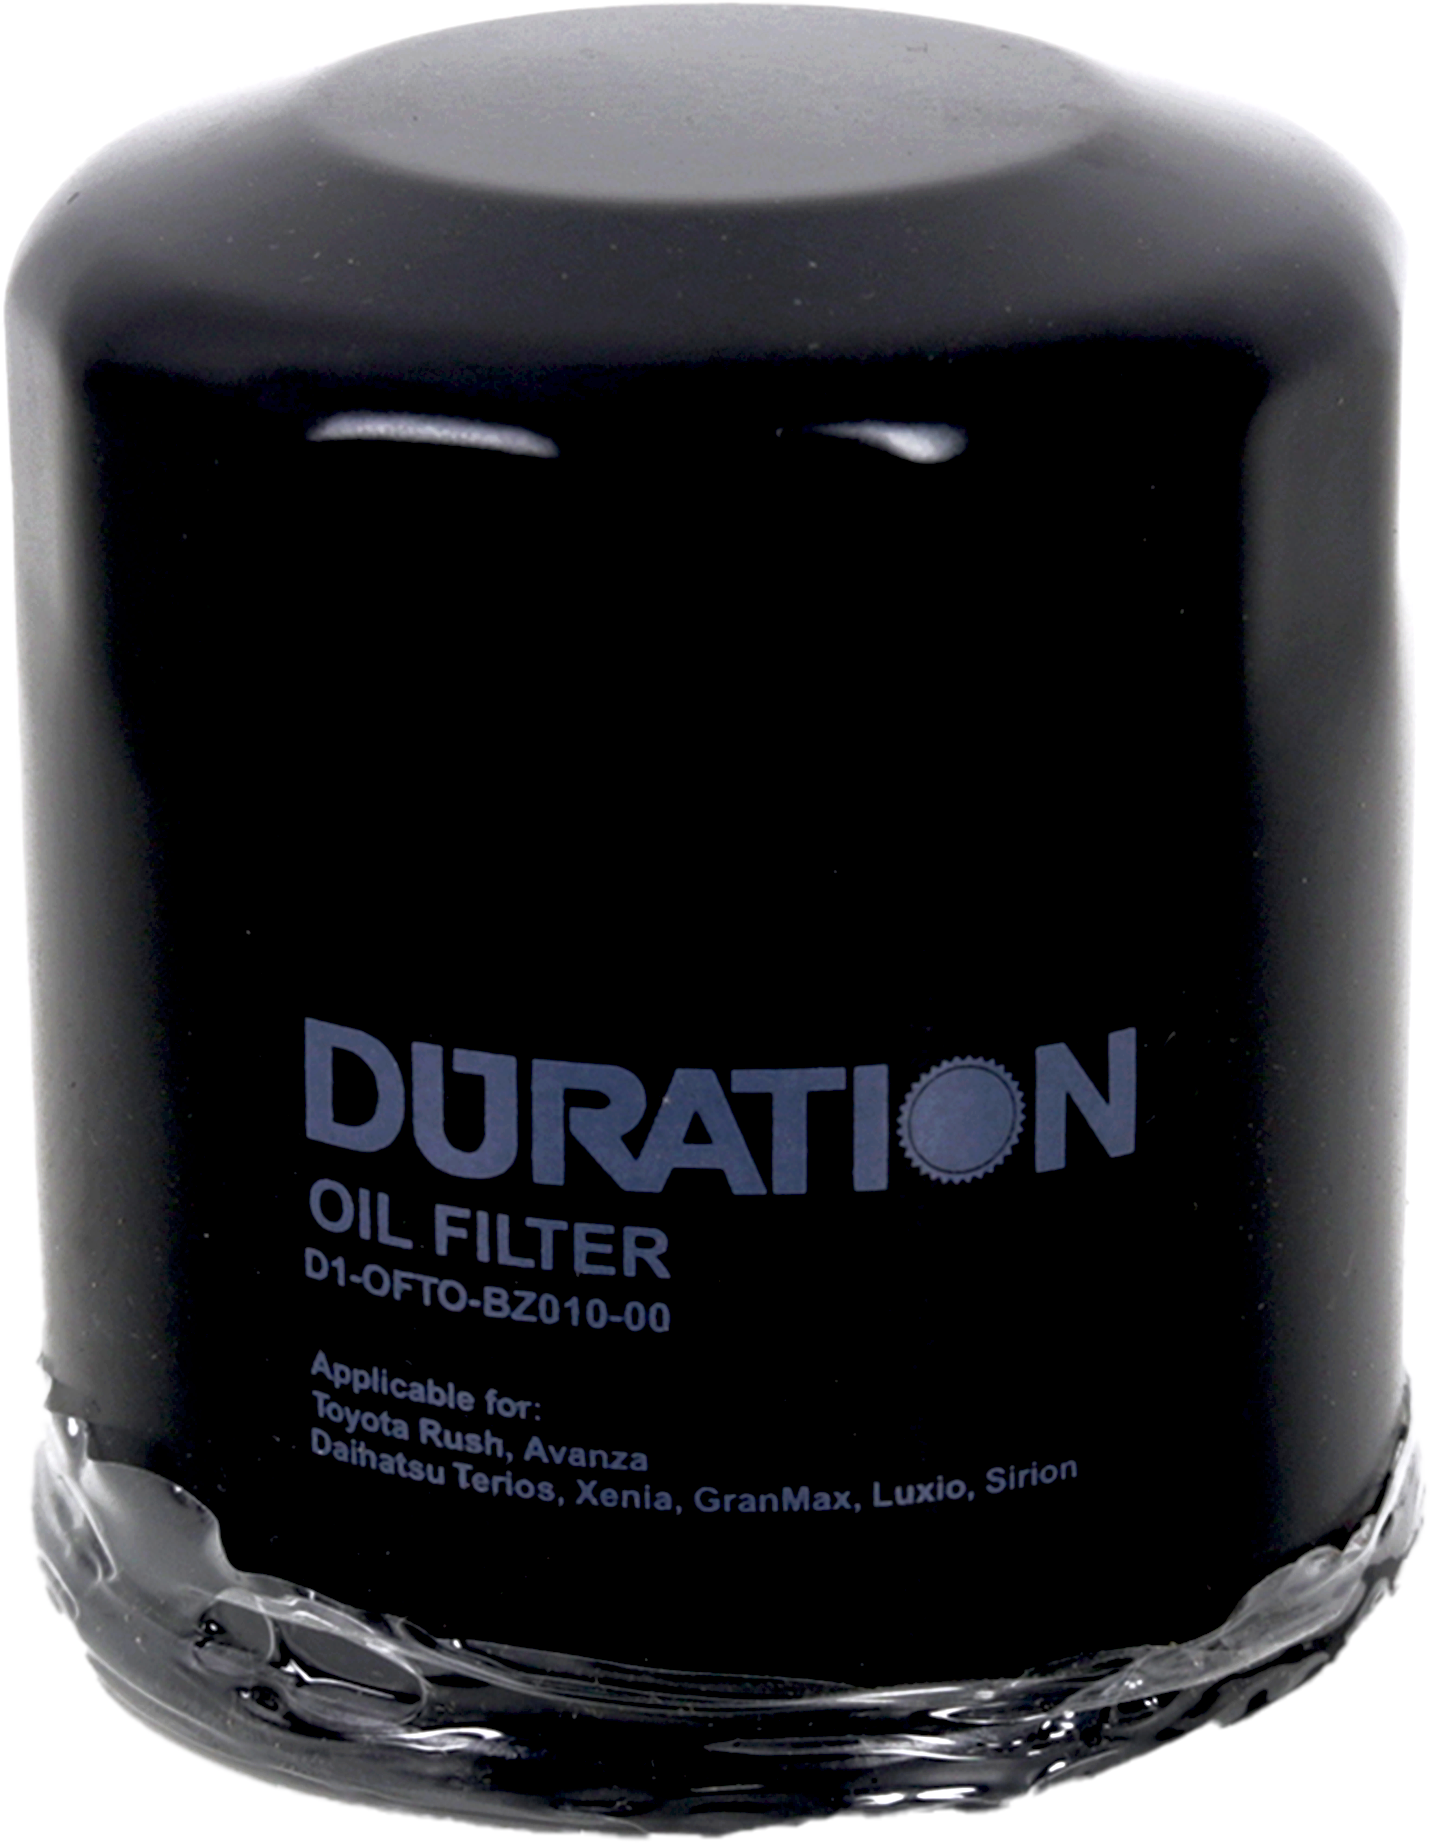 DURATION
OIL FILTER
D1-OFTO-BZ010-00
Applicable for:
Toyota Rush, Avanza
Daihatsu Terios, Xenia, GranMax, Luxio, Sirion